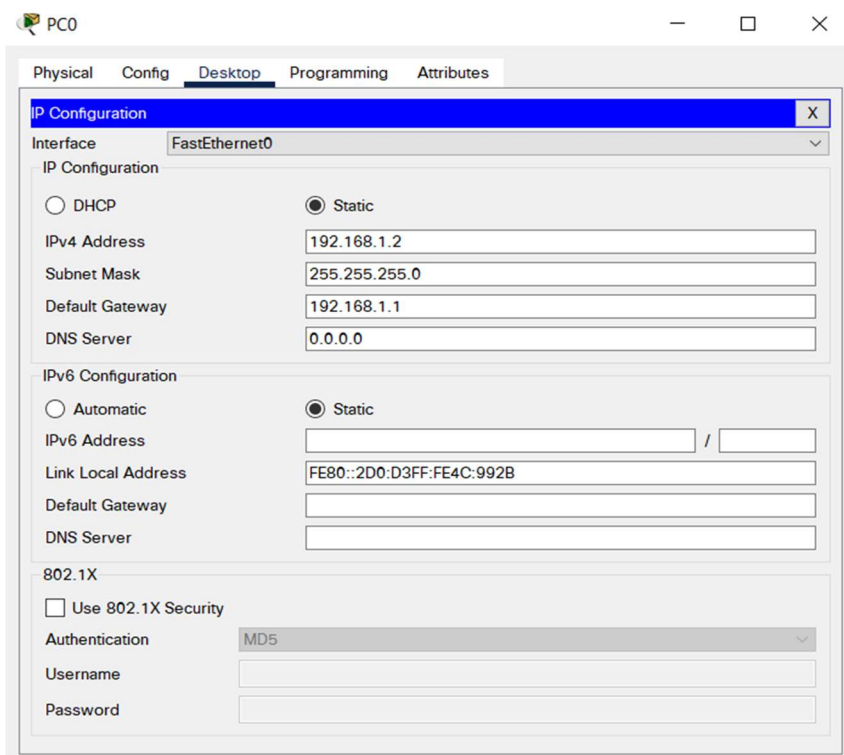 PC0
Physical Config Desktop Programming Attributes
IP Configuration X
Interface FastEthernet0
IP Configuration
DHCP Static
IPv4 Address 192.168.1.2
Subnet Mask 255.255.255.0
Default Gateway 192.168.1.1
DNS Server 0.0.0.0
IPv6 Configuration
Automatic Static
IPv6 Address /
Link Local Address FE80::2D0:D3FF:FE4C:992B
Default Gateway
DNS Server
802.1X
Use 802.1X Security
Authentication MD5
Username
Password